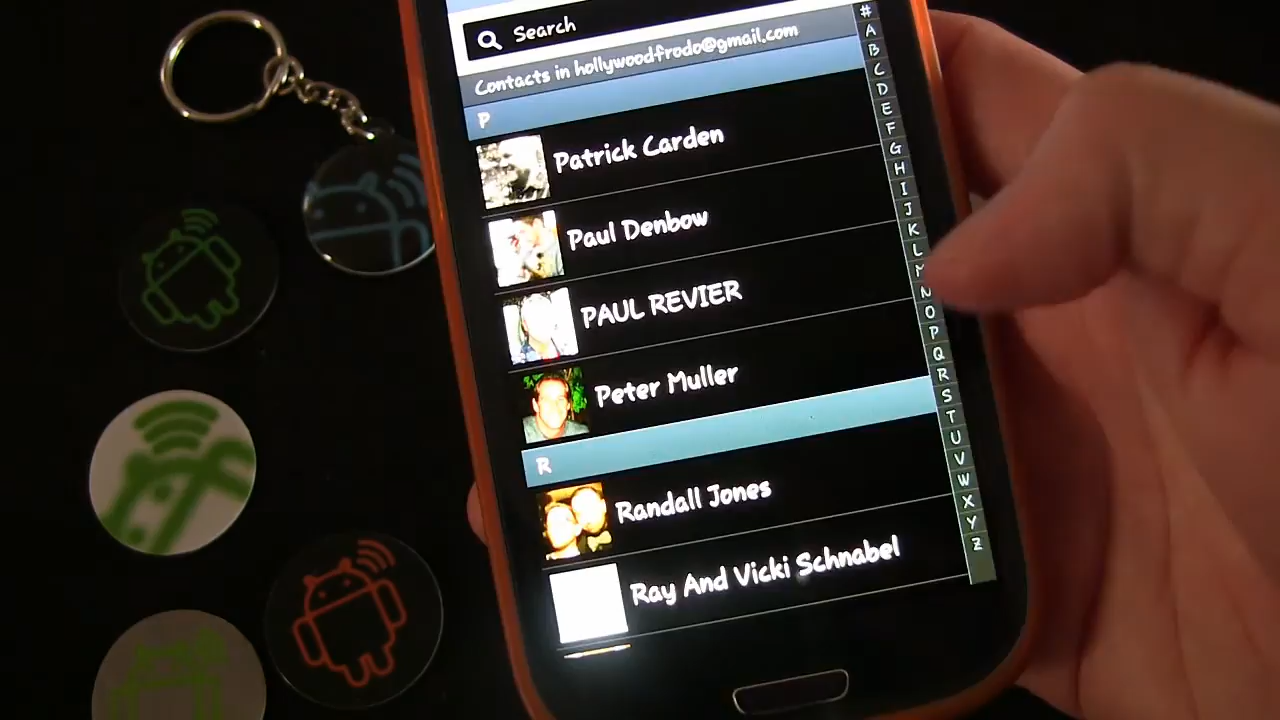 Search
Contacts in hollywoodfrodo@gmail.com
P
Patrick Carden
Paul Denbow
PAUL REVIER
Peter Muller
R
Randall Jones
Ray And Vicki Schnabel
#
A
B
C
D
E
F
G
H
I
J
K
L
M
N
O
P
Q
R
S
T
U
V
W
X
Y
Z